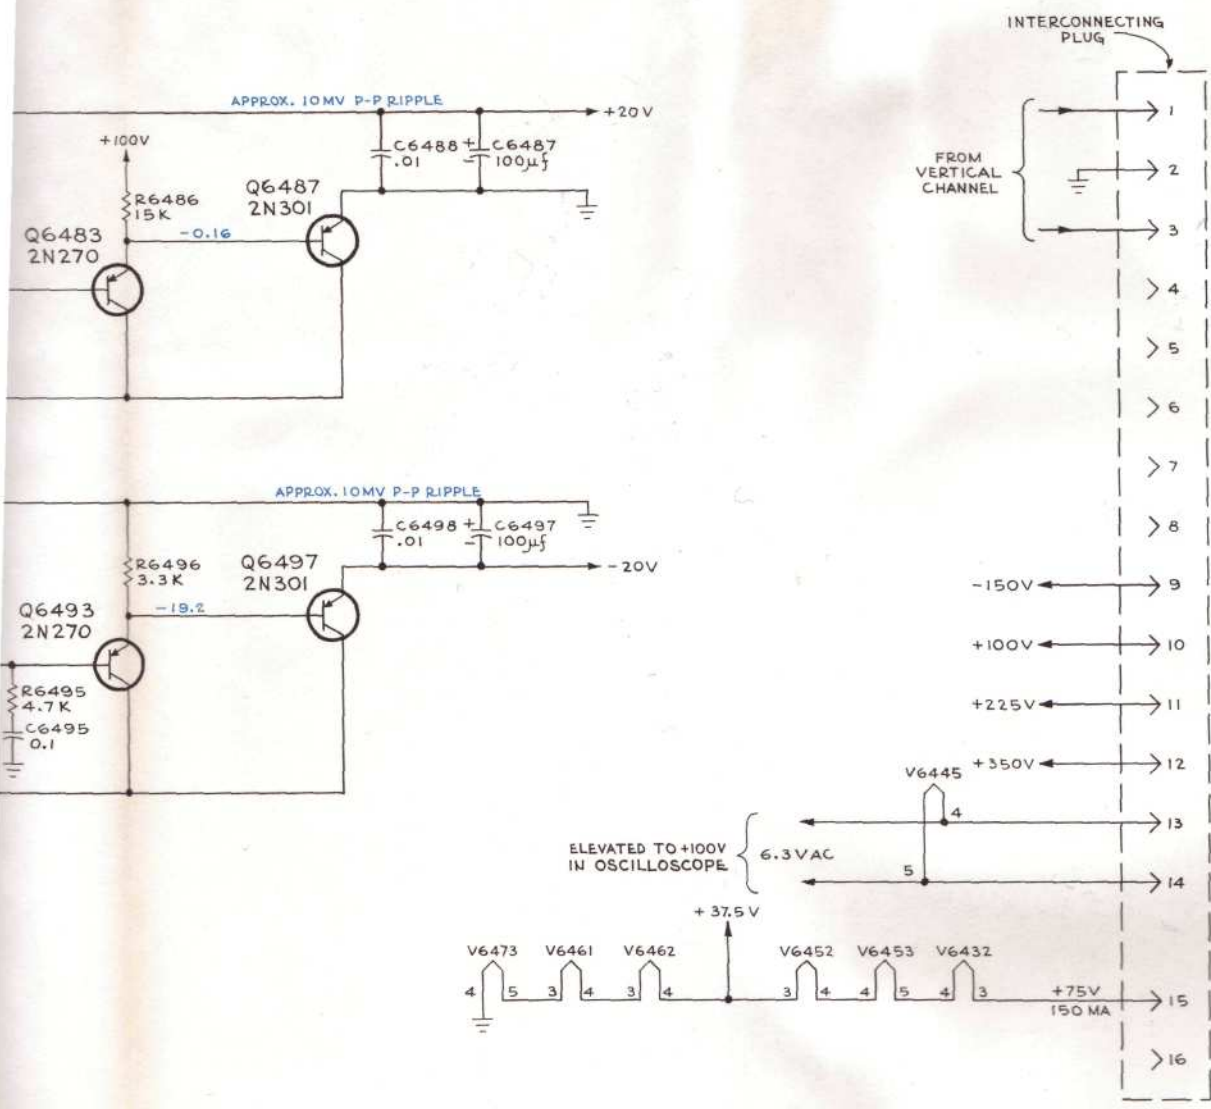 INTERCONNECTING
PLUG
APPROX. 10MV P-P RIPPLE
+20V
1
+100V
C6488
.01
+
-
C6487
100µf
FROM
VERTICAL
CHANNEL
2
R6486
15K
Q6487
2N301
-0.16
3
Q6483
2N270
4
5
6
7
APPROX. 10MV P-P RIPPLE
C6498
.01
+
-
C6497
100µf
8
R6496
3.3K
Q6497
2N301
-20V
-150V
9
-19.2
Q6493
2N270
+100V
10
R6495
4.7K
+225V
11
C6495
0.1
+350V
12
V6445
4
13
ELEVATED TO +100V
IN OSCILLOSCOPE
6.3VAC
5
14
+37.5V
V6473
V6461
V6462
V6452
V6453
V6432
4
5
3
4
3
4
3
4
4
5
4
3
+75V
150 MA
15
16